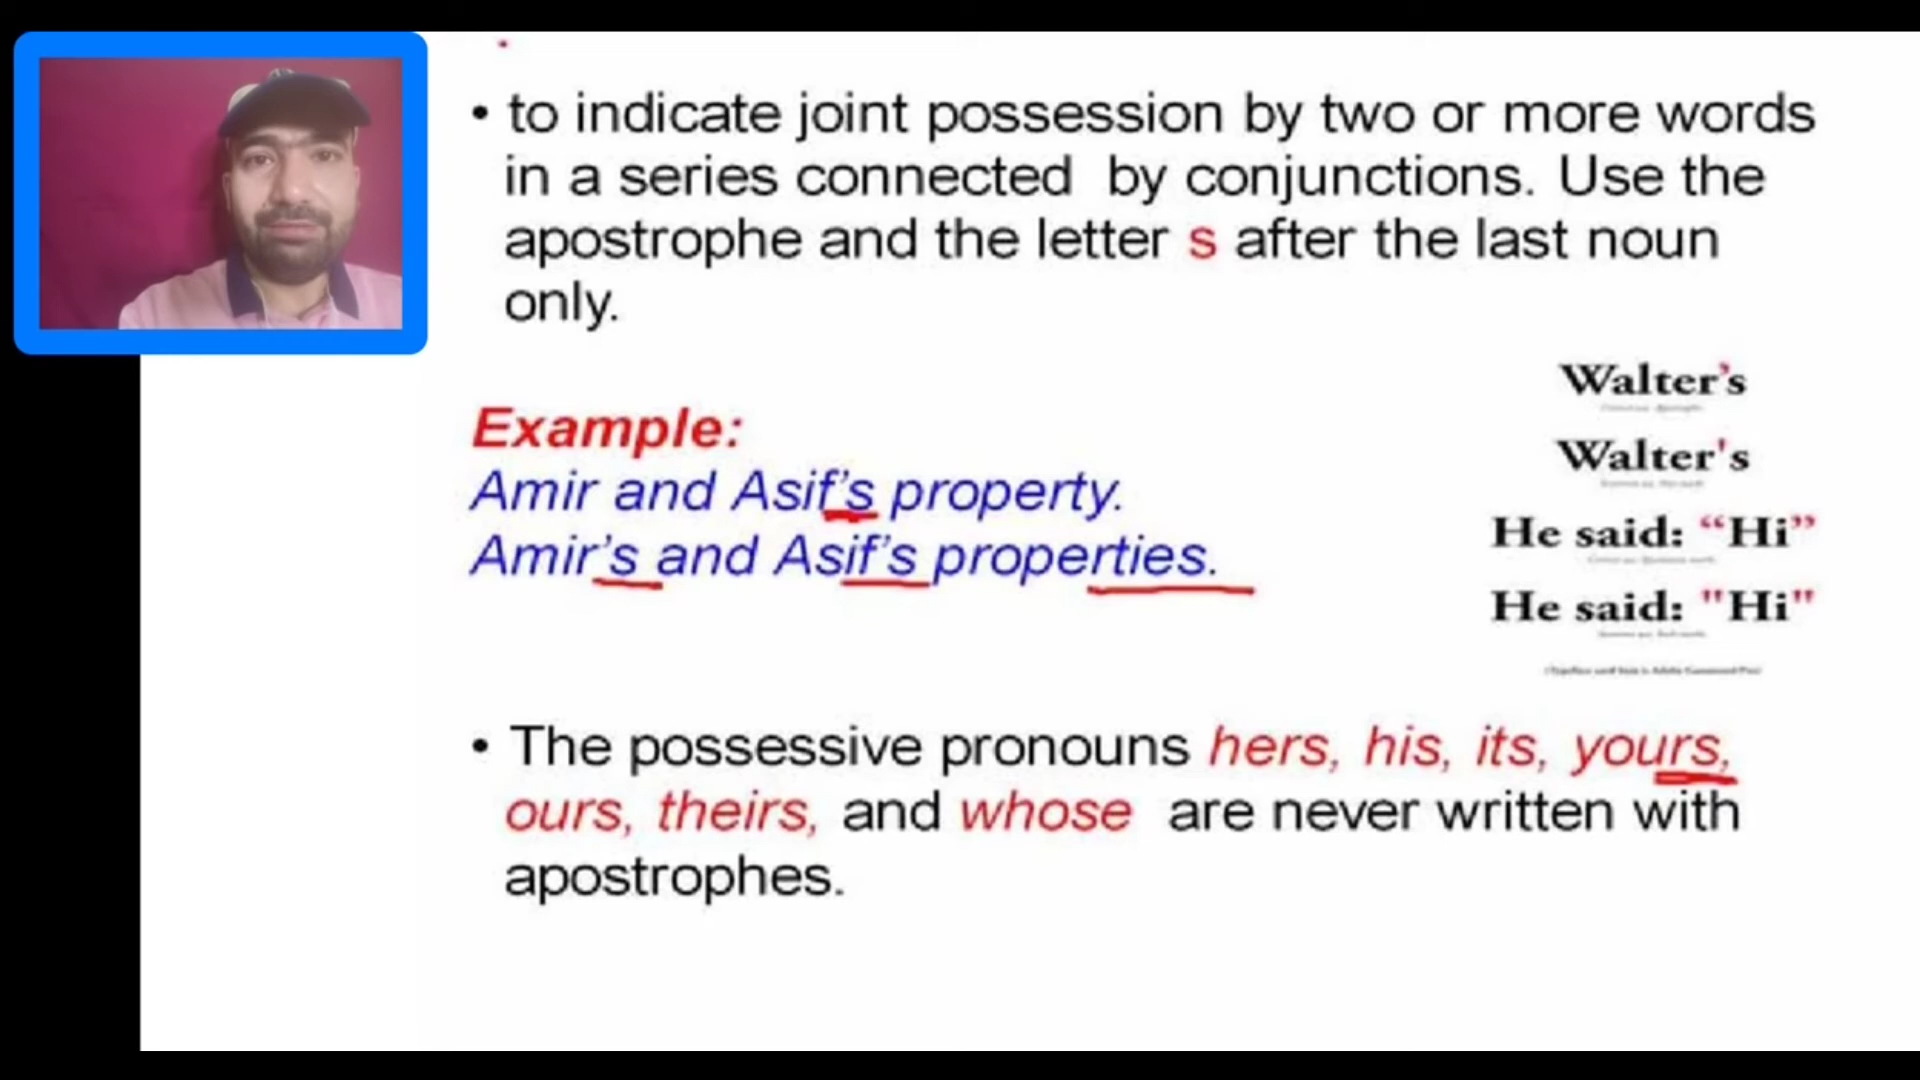 • to indicate joint possession by two or more words
in a series connected by conjunctions. Use the
apostrophe and the letter s after the last noun
only.
Example:
Amir and Asif’s property.
Amir’s and Asif’s properties.
Walter’s
Walter's
He said: “Hi”
He said: "Hi"
• The possessive pronouns hers, his, its, yours,
ours, theirs, and whose are never written with
apostrophes.